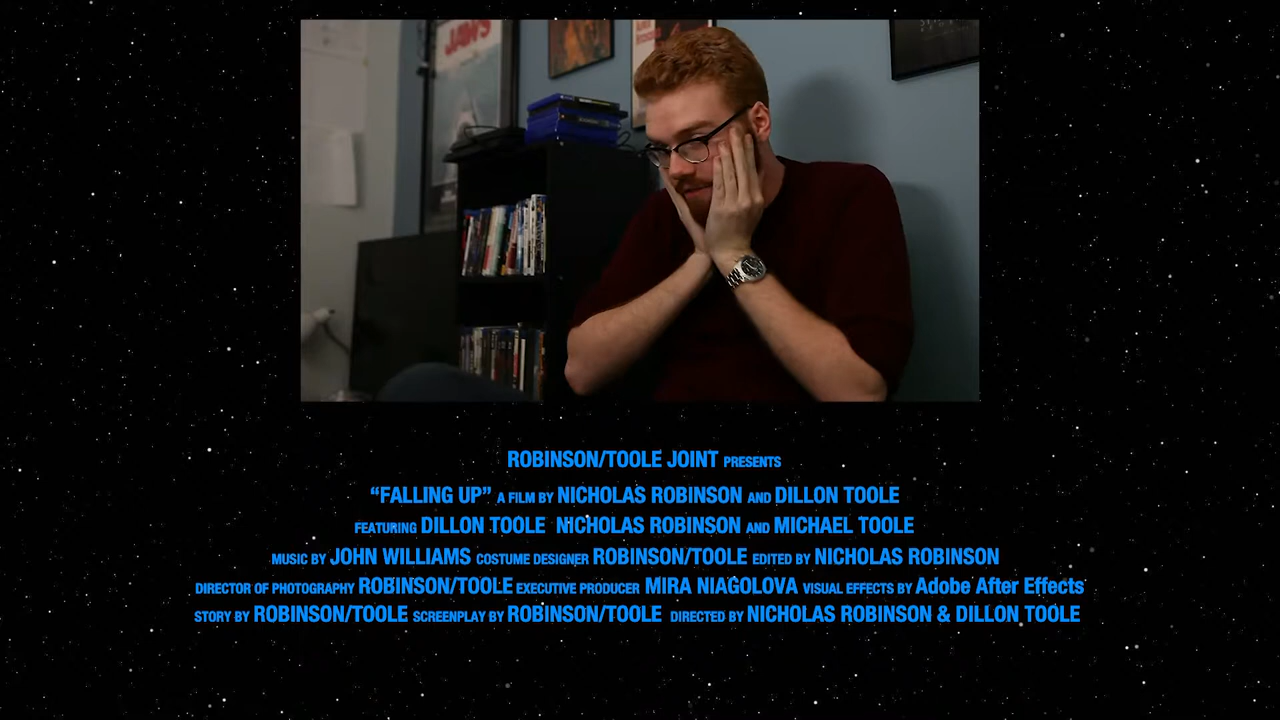 JAWS
ROBINSON/TOOLE JOINT PRESENTS
“FALLING UP” A FILM BY NICHOLAS ROBINSON AND DILLON TOOLE
FEATURING DILLON TOOLE NICHOLAS ROBINSON AND MICHAEL TOOLE
MUSIC BY JOHN WILLIAMS COSTUME DESIGNER ROBINSON/TOOLE EDITED BY NICHOLAS ROBINSON
DIRECTOR OF PHOTOGRAPHY ROBINSON/TOOLE EXECUTIVE PRODUCER MIRA NIAGOLOVA VISUAL EFFECTS BY Adobe After Effects
STORY BY ROBINSON/TOOLE SCREENPLAY BY ROBINSON/TOOLE DIRECTED BY NICHOLAS ROBINSON & DILLON TOOLE